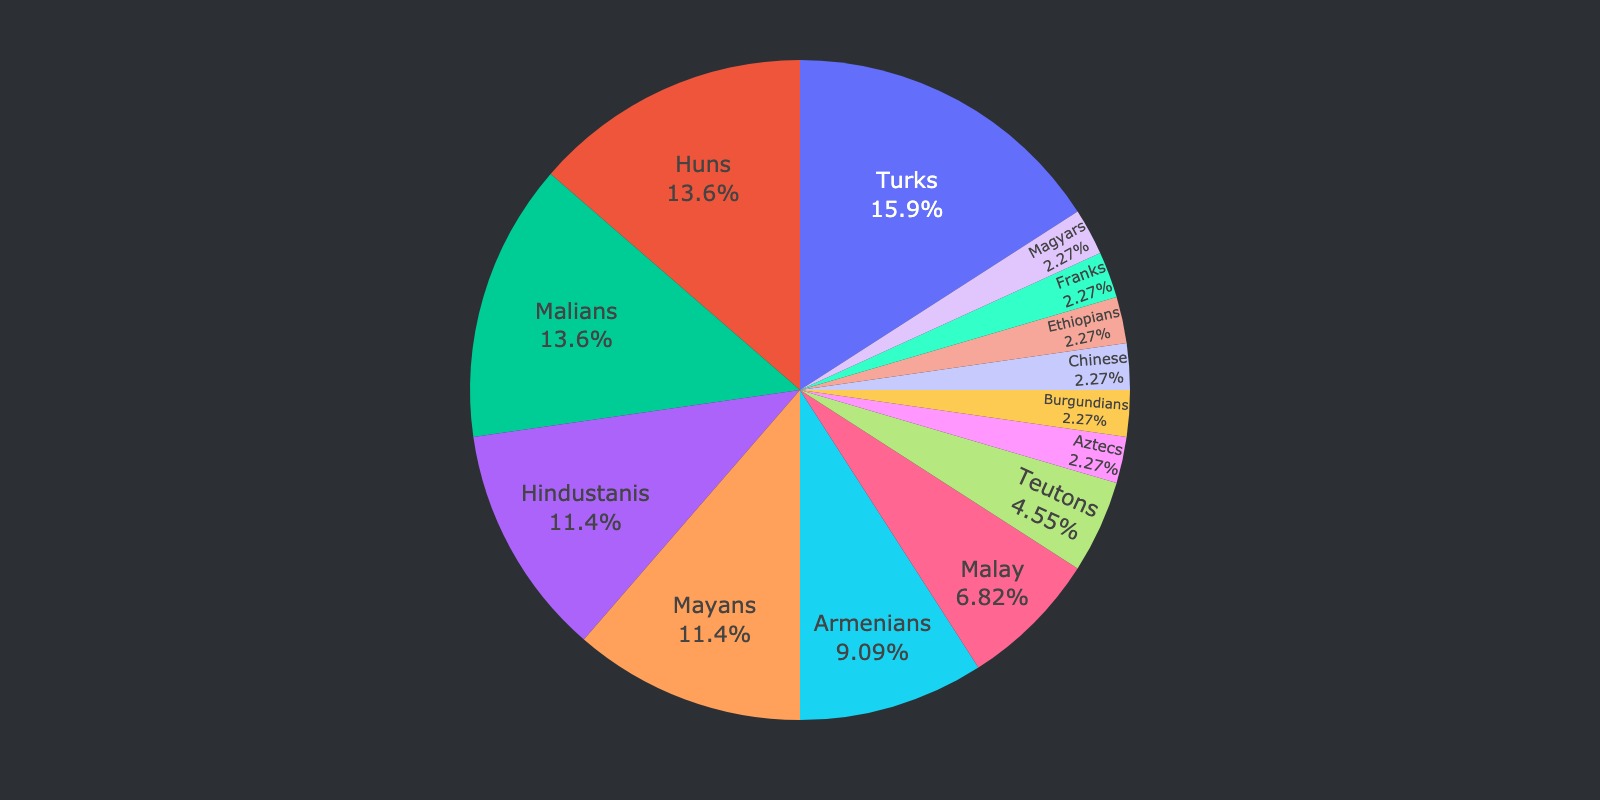 Huns
13.6%
Turks
15.9%
Magyars
2.27%
Franks
2.27%
Ethiopians
2.27%
Chinese
2.27%
Burgundians
2.27%
Aztecs
2.27%
Teutons
4.55%
Malay
6.82%
Armenians
9.09%
Mayans
11.4%
Hindustanis
11.4%
Malians
13.6%